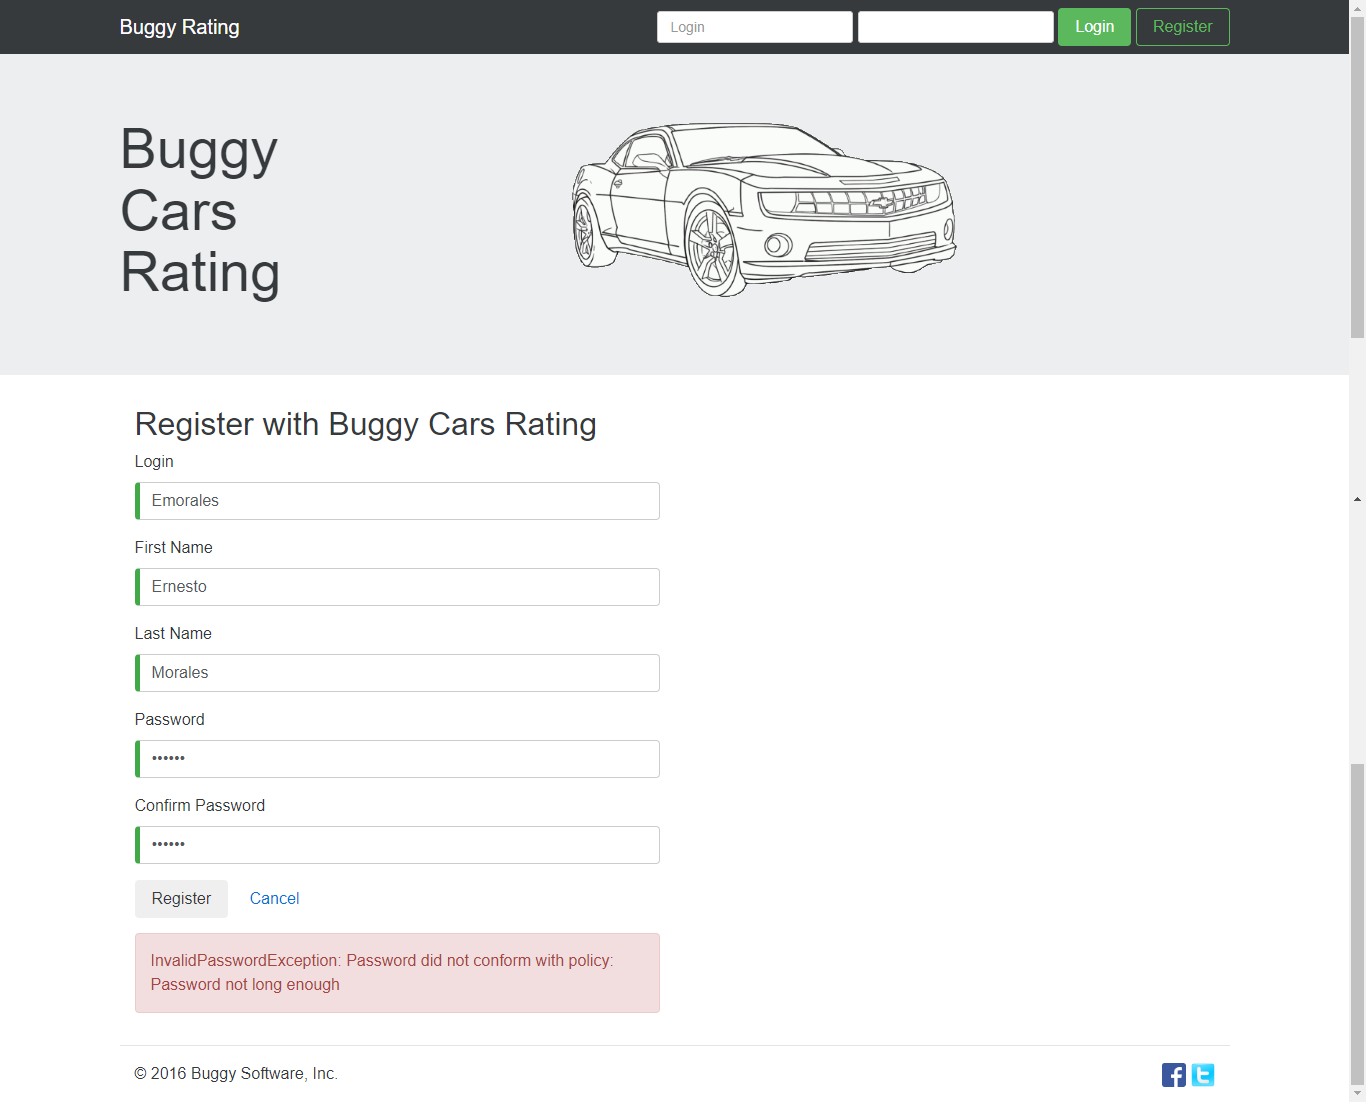 Buggy Rating
Login
Login
Register
Buggy
Cars
Rating
Register with Buggy Cars Rating
Login
Emorales
First Name
Ernesto
Last Name
Morales
Password
••••••
Confirm Password
••••••
Register
Cancel
InvalidPasswordException: Password did not conform with policy:
Password not long enough
© 2016 Buggy Software, Inc.